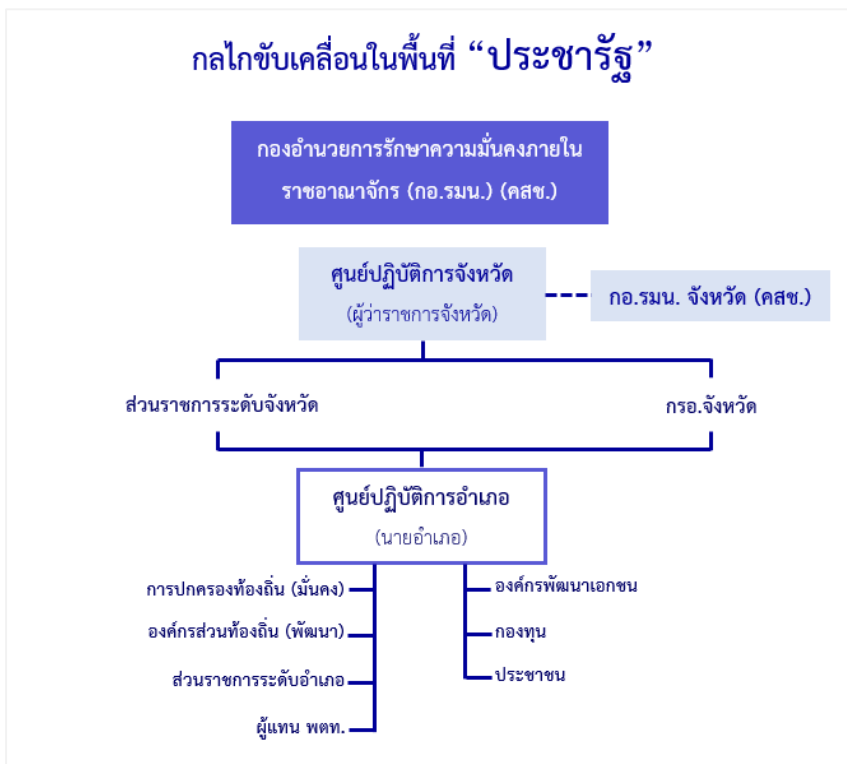 กลไกขับเคลื่อนในพื้นที่ “ประชารัฐ”
กองอำนวยการรักษาความมั่นคงภายใน
ราชอาณาจักร (กอ.รมน.) (คสช.)
ศูนย์ปฏิบัติการจังหวัด
(ผู้ว่าราชการจังหวัด)
กอ.รมน. จังหวัด (คสช.)
ส่วนราชการระดับจังหวัด
กรอ.จังหวัด
ศูนย์ปฏิบัติการอำเภอ
(นายอำเภอ)
การปกครองท้องถิ่น (มั่นคง)
องค์กรส่วนท้องถิ่น (พัฒนา)
ส่วนราชการระดับอำเภอ
ผู้แทน พตท.
องค์กรพัฒนาเอกชน
กองทุน
ประชาชน